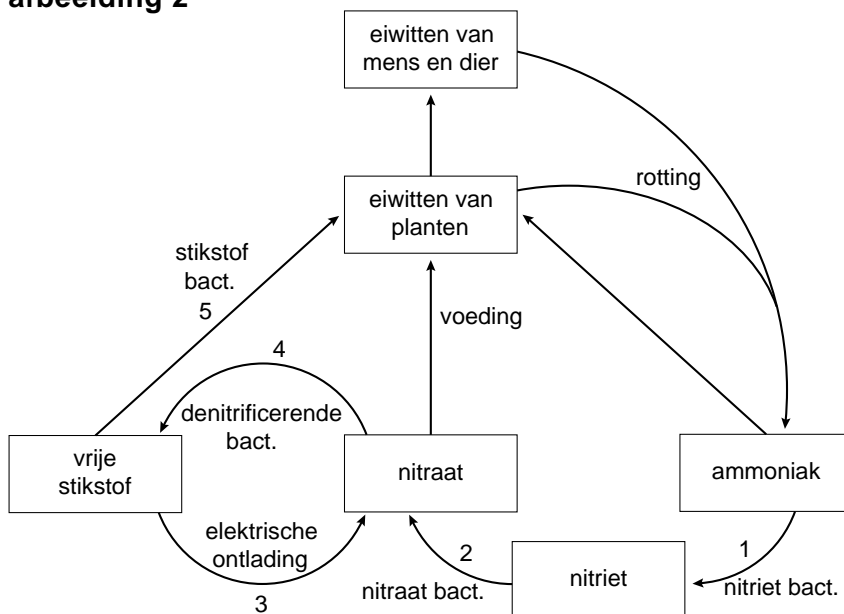 afbeelding 2
eiwitten van
mens en dier
rotting
eiwitten van
planten
stikstof
bact.
5
voeding
4
denitrificerende
bact.
vrije
stikstof
nitraat
ammoniak
elektrische
ontlading
3
2
nitraat bact.
nitriet
1
nitriet bact.